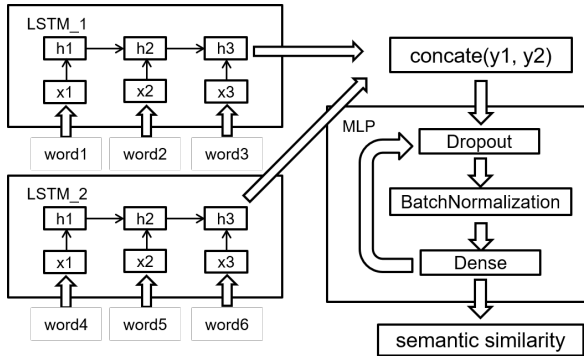 LSTM_1
h1 h2 h3
x1 x2 x3
word1 word2 word3
LSTM_2
h1 h2 h3
x1 x2 x3
word4 word5 word6
concate(y1, y2)
MLP
Dropout
BatchNormalization
Dense
semantic similarity